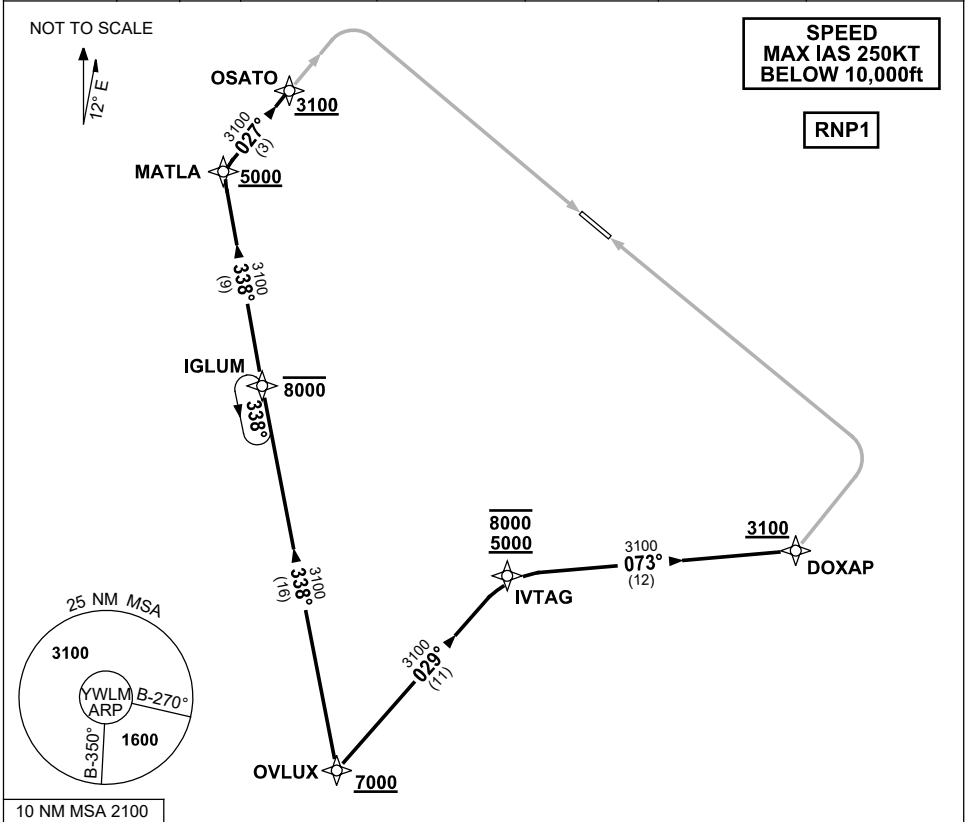 NOT TO SCALE
12° E
SPEED
MAX IAS 250KT
BELOW 10,000ft
RNP1
OSATO
3100
3100
027°
(3)
MATLA
5000
3100
338°
(9)
IGLUM
8000
338°
8000
5000
IVTAG
3100
073°
(12)
3100
DOXAP
3100
338°
(16)
3100
029°
(11)
OVLUX
7000
25 NM MSA
3100
YWLM
ARP
B-270°
B-350°
1600
10 NM MSA 2100